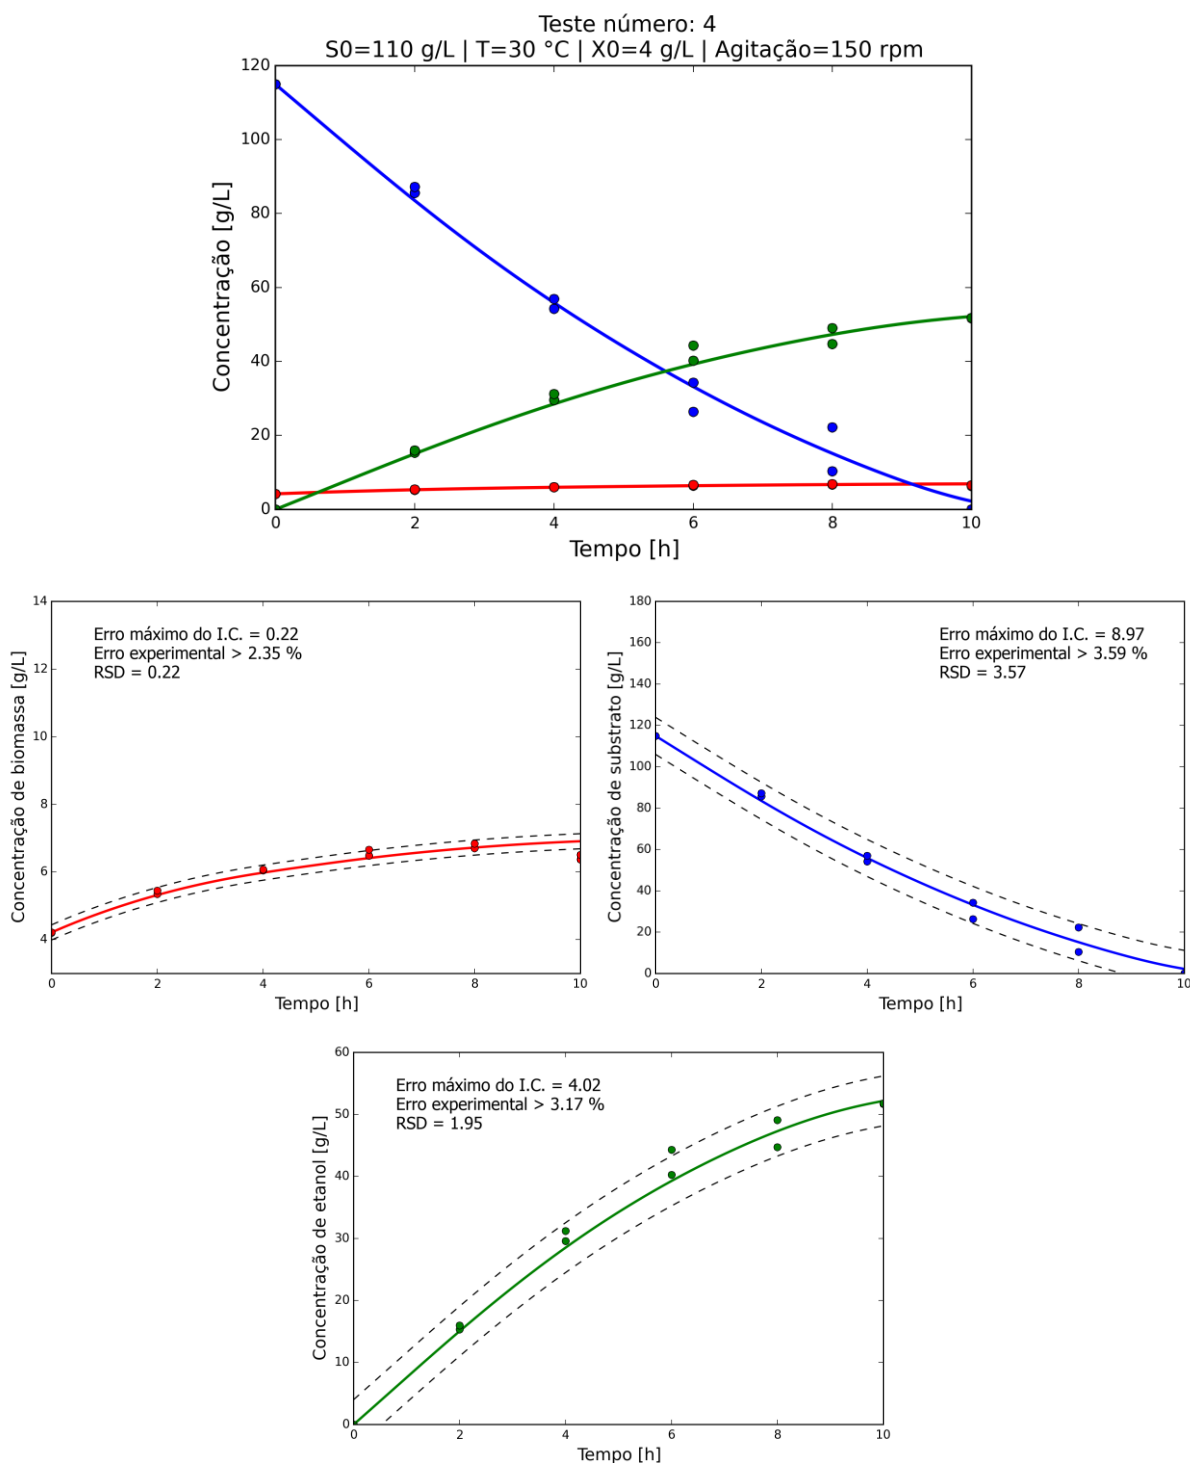 Teste número: 4
S0=110 g/L | T=30 °C | X0=4 g/L | Agitação=150 rpm
Concentração [g/L]
120
100
80
60
40
20
0
0 2 4 6 8 10
Tempo [h]
Concentração de biomassa [g/L]
14
12
10
8
6
4
Erro máximo do I.C. = 0.22
Erro experimental > 2.35 %
RSD = 0.22
0 2 4 6 8 10
Tempo [h]
Concentração de substrato [g/L]
180
160
140
120
100
80
60
40
20
0
Erro máximo do I.C. = 8.97
Erro experimental > 3.59 %
RSD = 3.57
0 2 4 6 8 10
Tempo [h]
Concentração de etanol [g/L]
60
50
40
30
20
10
0
Erro máximo do I.C. = 4.02
Erro experimental > 3.17 %
RSD = 1.95
0 2 4 6 8 10
Tempo [h]